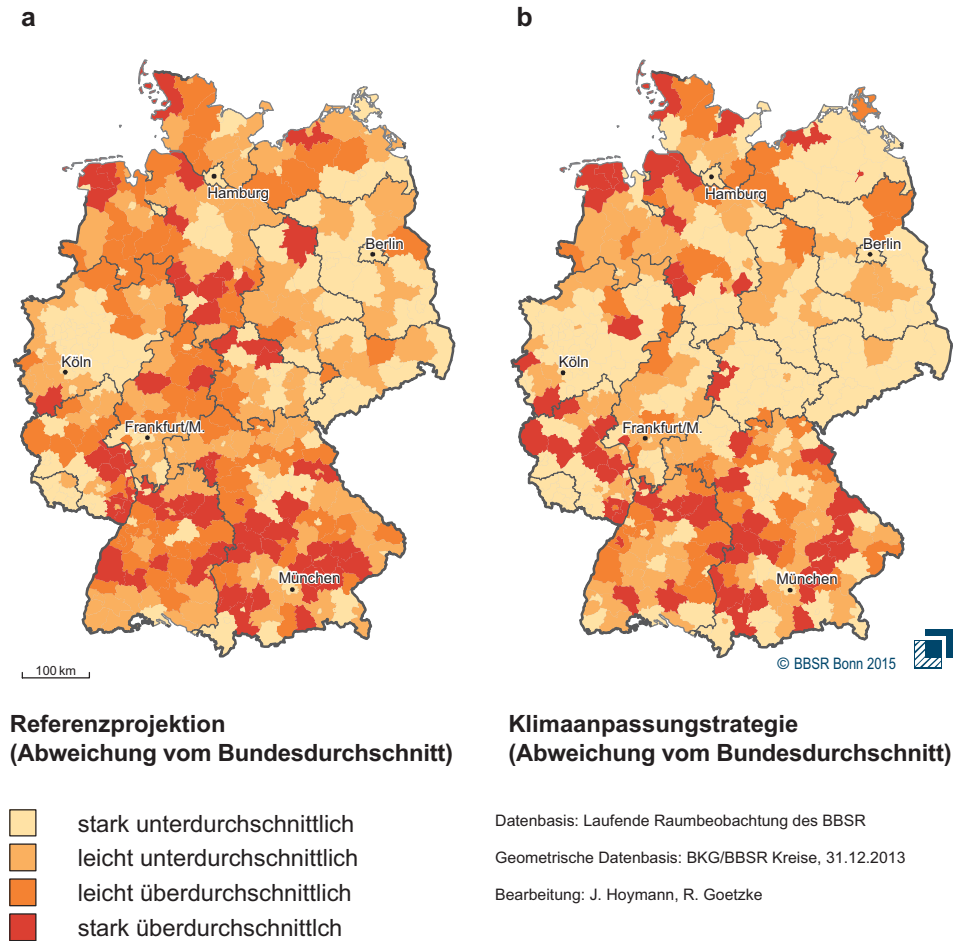 a
b
Hamburg
Berlin
Köln
Frankfurt/M.
München
100 km
Hamburg
Berlin
Köln
Frankfurt/M.
München
© BBSR Bonn 2015
Referenzprojektion
(Abweichung vom Bundesdurchschnitt)
Klimaanpassungstrategie
(Abweichung vom Bundesdurchschnitt)
stark unterdurchschnittlich
leicht unterdurchschnittlich
leicht überdurchschnittlich
stark überdurchschnittlch
Datenbasis: Laufende Raumbeobachtung des BBSR
Geometrische Datenbasis: BKG/BBSR Kreise, 31.12.2013
Bearbeitung: J. Hoymann, R. Goetzke